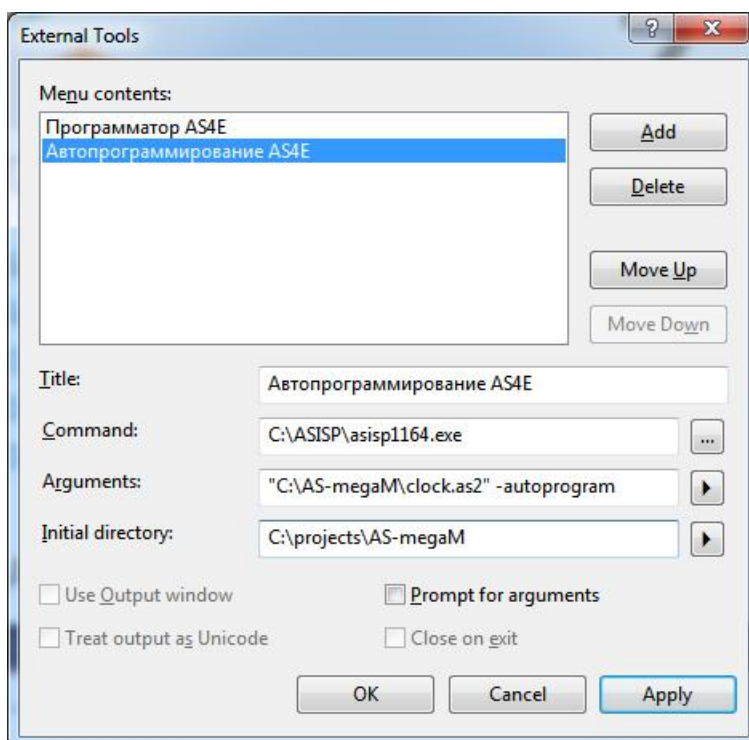 External Tools
Menu contents:
Программатор AS4E
Автопрограммирование AS4E
Add
Delete
Move Up
Move Down
Title:
Автопрограммирование AS4E
Command:
C:\ASISP\asisp1164.exe
...
Arguments:
"C:\AS-megaM\clock.as2" -autoprogram
Initial directory:
C:\projects\AS-megaM
Use Output window
Prompt for arguments
Treat output as Unicode
Close on exit
OK
Cancel
Apply